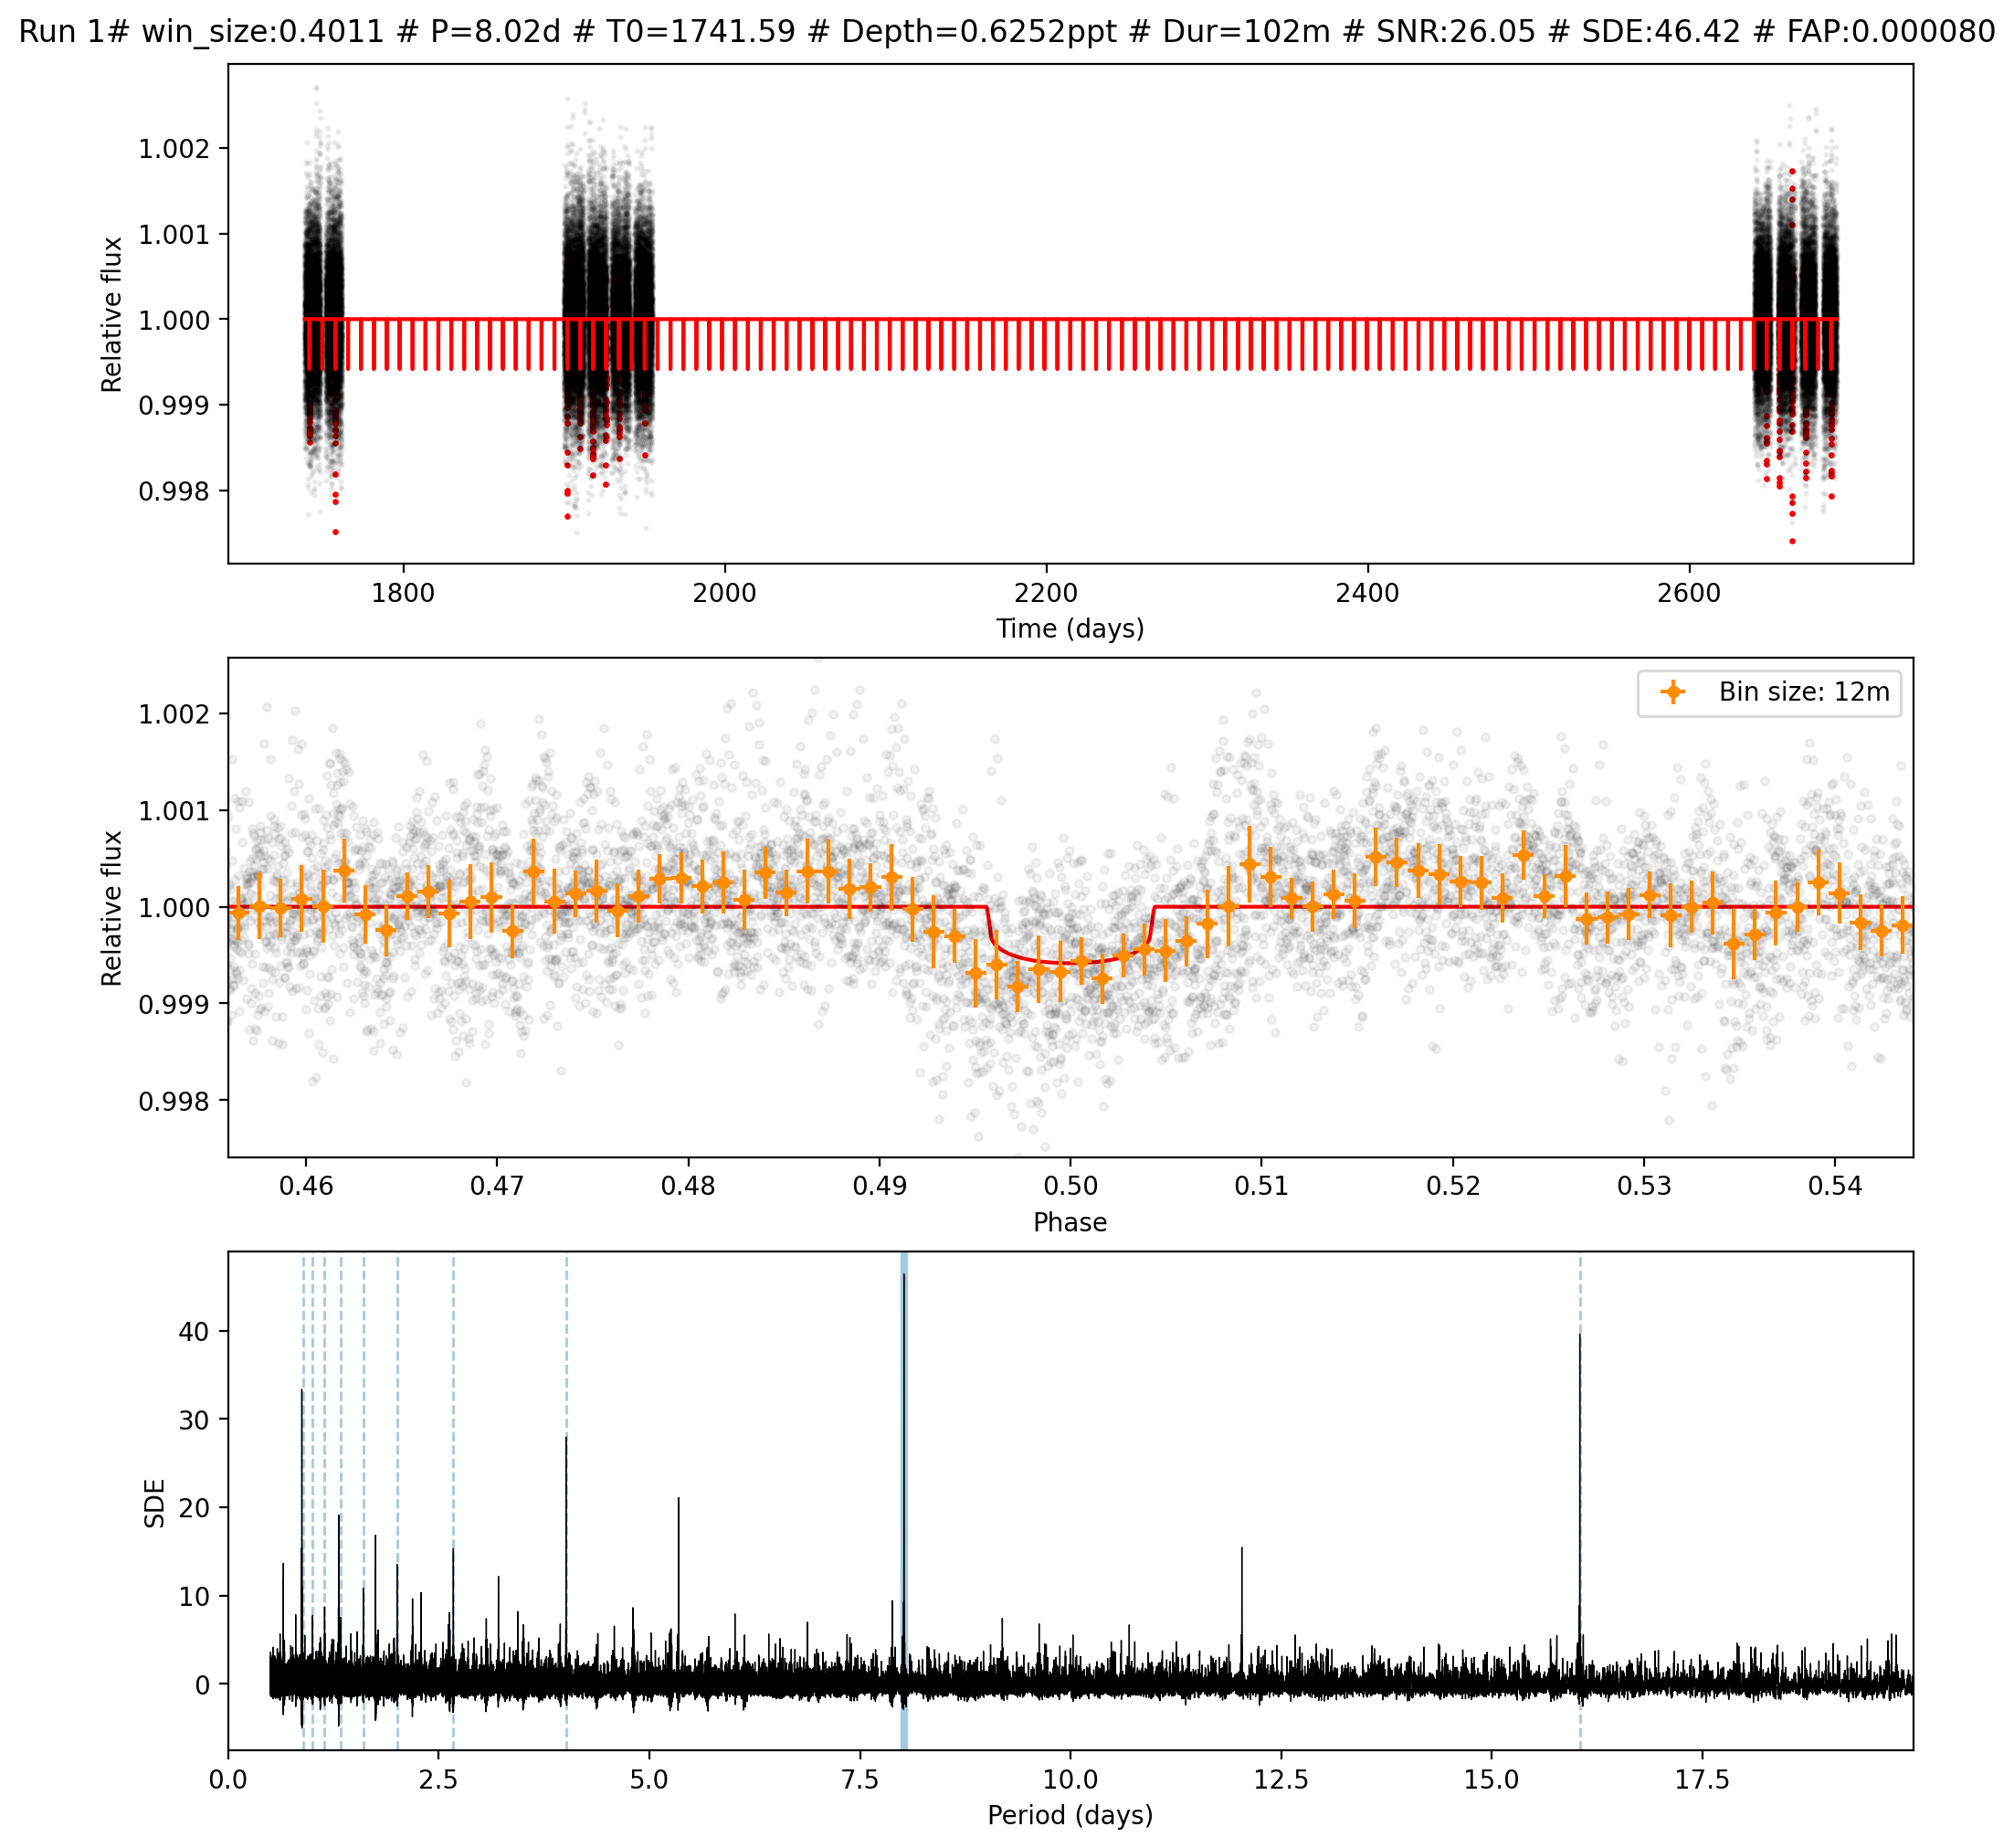 Run 1# win_size:0.4011 # P=8.02d # T0=1741.59 # Depth=0.6252ppt # Dur=102m # SNR:26.05 # SDE:46.42 # FAP:0.000080
1.002
1.001
1.000
0.999
0.998
Relative flux
1800 2000 2200 2400 2600
Time (days)
Bin size: 12m
1.002
1.001
1.000
0.999
0.998
Relative flux
0.46 0.47 0.48 0.49 0.50 0.51 0.52 0.53 0.54
Phase
40
30
20
10
0
SDE
0.0 2.5 5.0 7.5 10.0 12.5 15.0 17.5
Period (days)